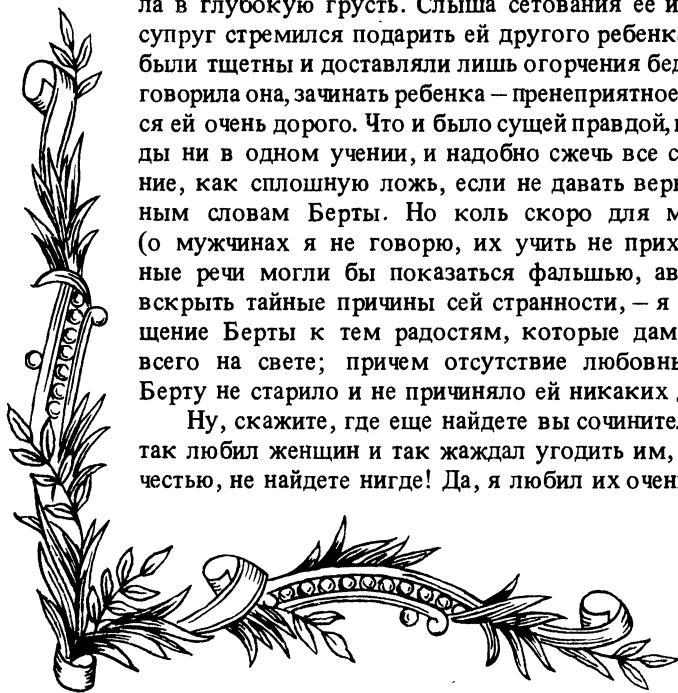 ла в глубокую грусть. Слыша сетования ее и
супруг стремился подарить ей другого ребенк
были тщетны и доставляли лишь огорчения бед
говорила она, зачинать ребенка — пренеприятное
ся ей очень дорого. Что и было сущей правдой,
ды ни в одном учении, и надобно сжечь все с
ние, как сплошную ложь, если не давать вер
ным словам Берты. Но коль скоро для м
(о мужчинах я не говорю, их учить не прих
ные речи могли бы показаться фальшью, ав
вскрыть тайные причины сей странности, — я
щение Берты к тем радостям, которые дам
всего на свете; причем отсутствие любовн
Берту не старило и не причиняло ей никаких
Ну, скажите, где еще найдете вы сочинител
так любил женщин и так жаждал угодить им,
честью, не найдете нигде! Да, я любил их очен